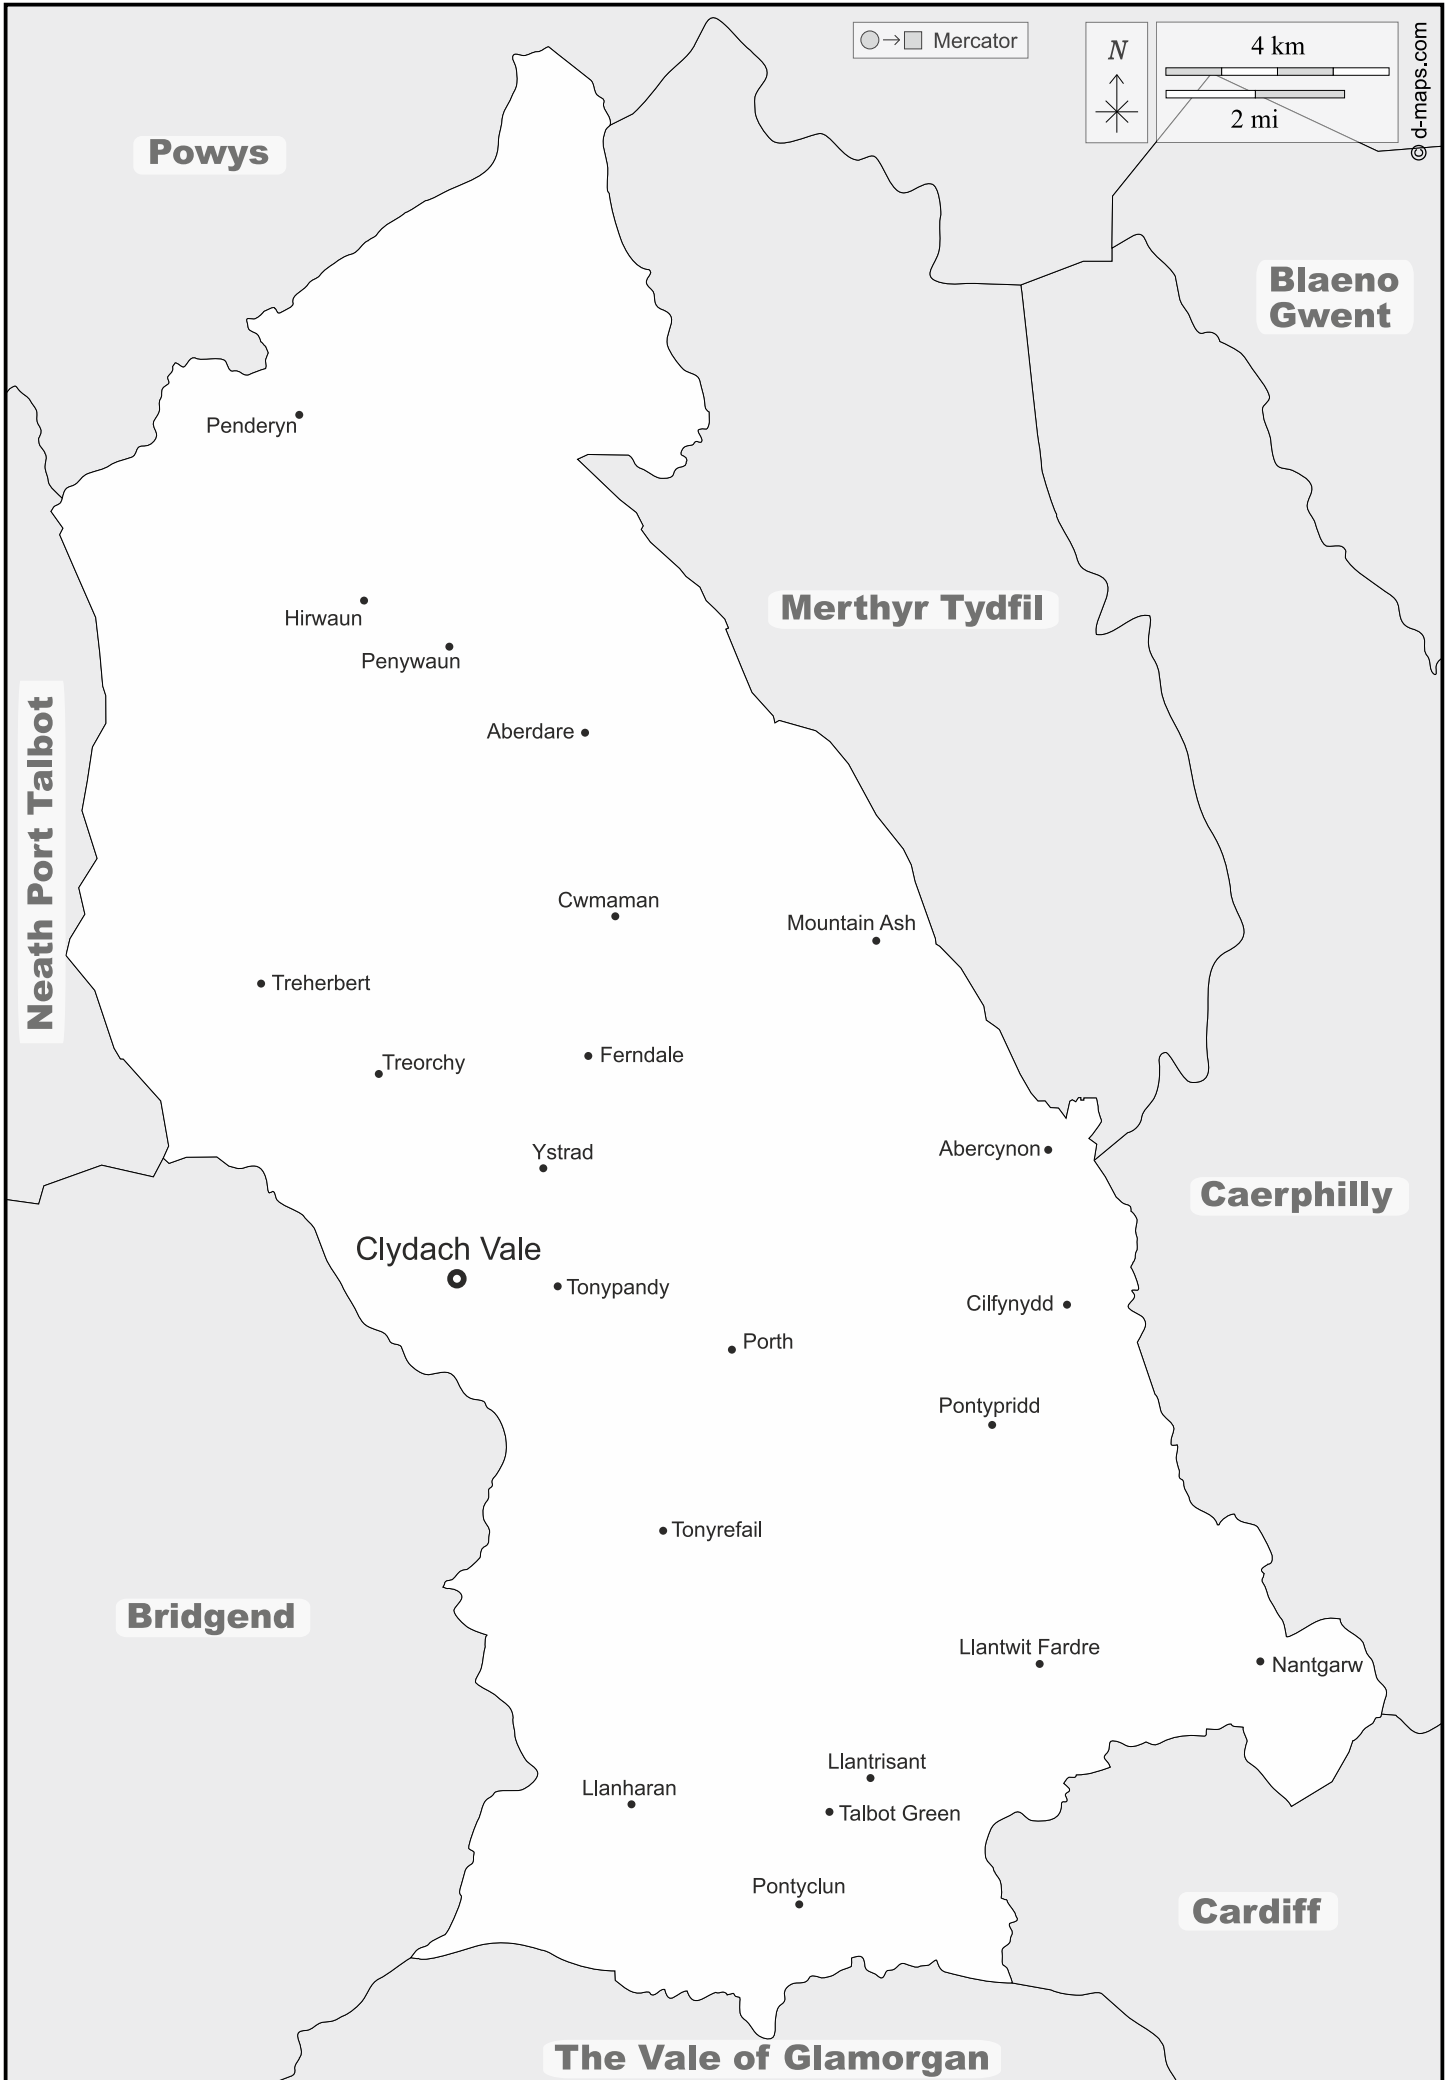 Mercator
N
4 km
2 mi
© d-maps.com
Powys
Blaeno
Gwent
Penderyn
Hirwaun
Merthyr Tydfil
Penywaun
Neath Port Talbot
Aberdare
Cwmaman
Mountain Ash
Treherbert
Ferndale
Treorchy
Ystrad
Abercynon
Caerphilly
Clydach Vale
Tonypandy
Cilfynydd
Porth
Pontypridd
Tonyrefail
Bridgend
Llantwit Fardre
Nantgarw
Llantrisant
Llanharan
Talbot Green
Pontyclun
Cardiff
The Vale of Glamorgan